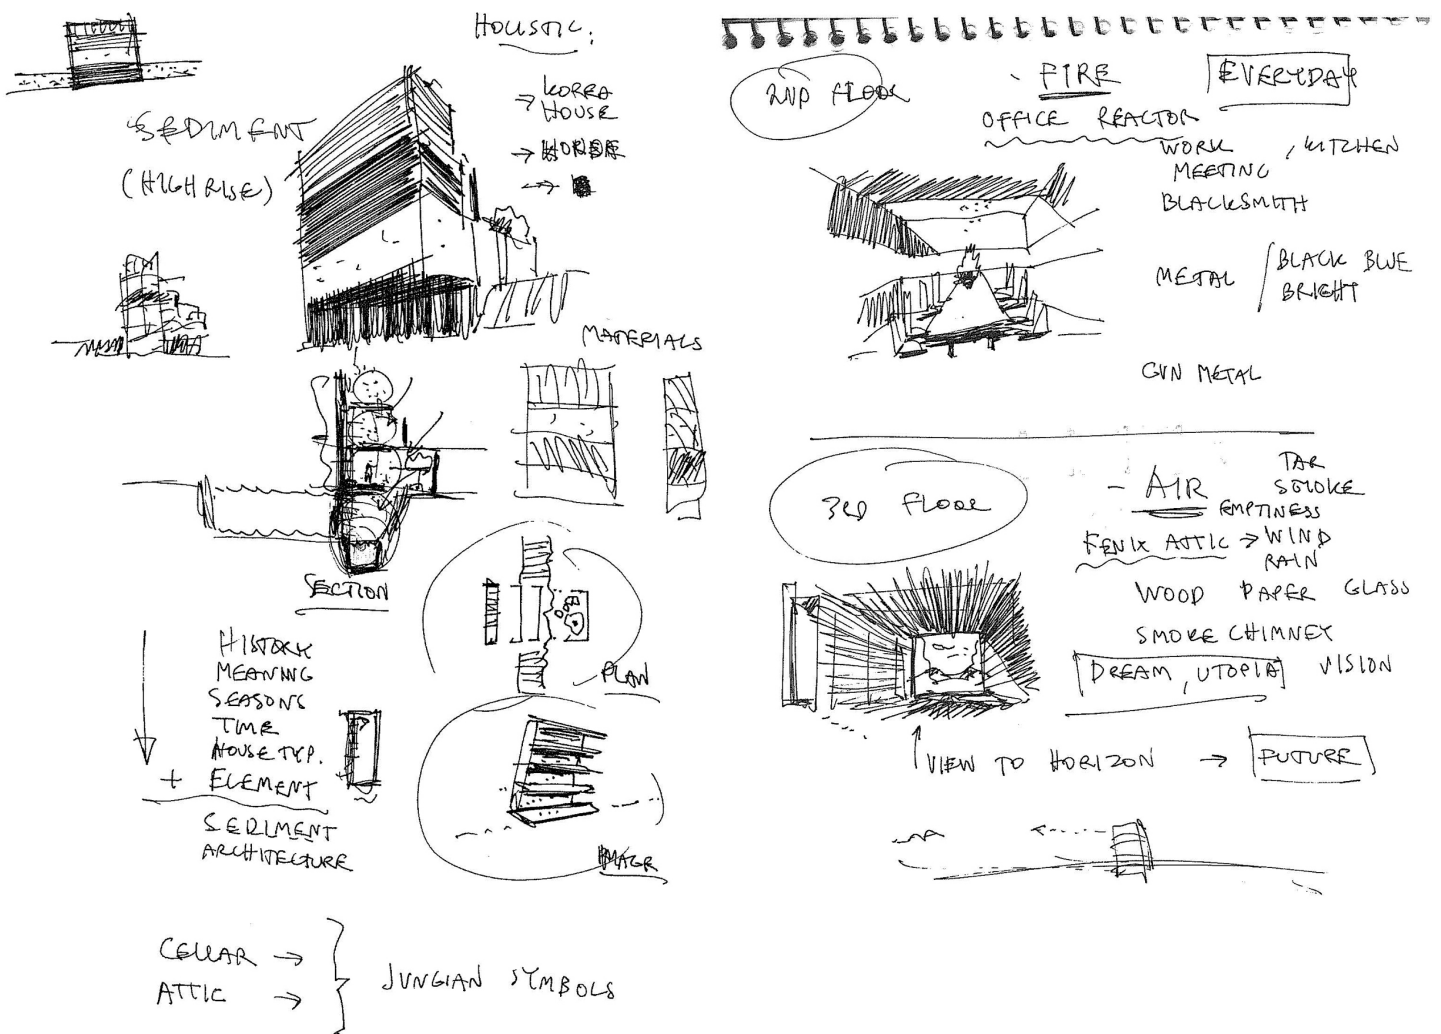 HOLISTIC.
→ KOREA
HOUSE
SEDIMENT
(HIGHRISE)
MATERIALS
SECTION
PLAN
HISTORY
MEANING
SEASONS
TIME
HOUSE TYP.
+ ELEMENT
SEDIMENT
ARCHITECTURE
IMAGE
CELLAR →
ATTIC →
JUNGIAN SYMBOLS
2ND FLOOR
- FIRE
EVERYDAY
OFFICE REACTOR
WORK, KITCHEN
MEETING
BLACKSMITH
METAL / BLACK BLUE
BRIGHT
GUN METAL
3RD FLOOR
- AIR
TAR
SMOKE
EMPTINESS
FENIX ATTIC → WIND
RAIN
WOOD PAPER GLASS
SMOKE CHIMNEY
DREAM, UTOPIA VISION
VIEW TO HORIZON → FUTURE